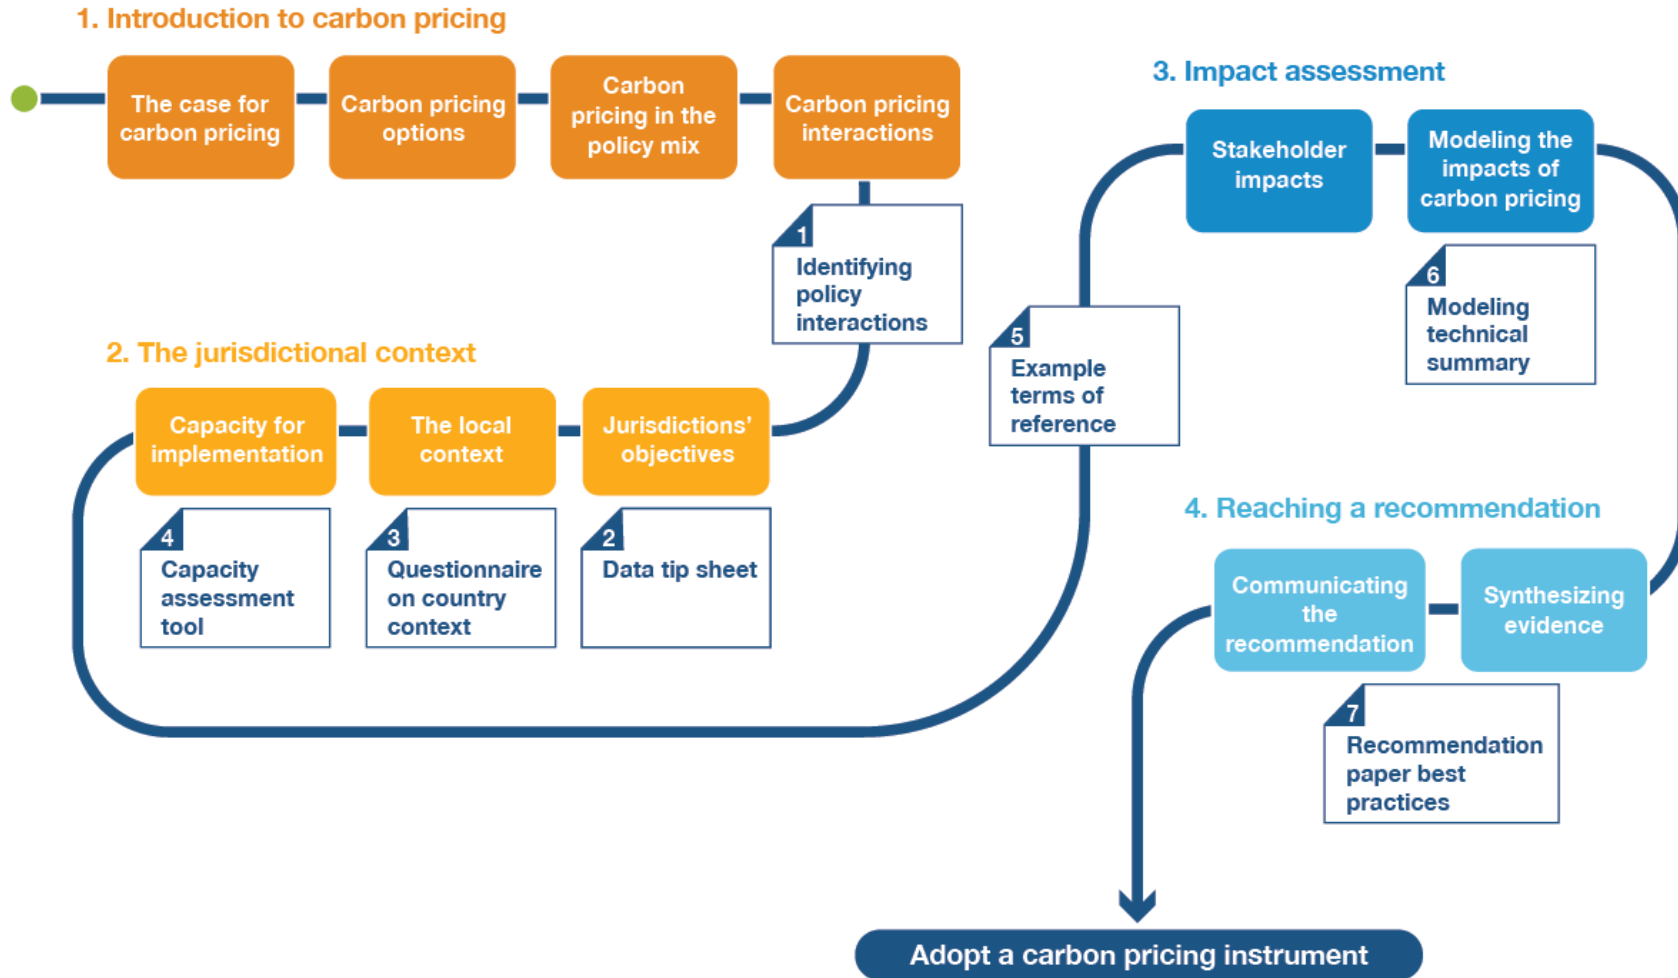 1. Introduction to carbon pricing
The case for
carbon pricing
Carbon pricing
options
Carbon
pricing in the
policy mix
Carbon pricing
interactions
1
Identifying
policy
interactions
2. The jurisdictional context
Jurisdictions’
objectives
2
Data tip sheet
The local
context
3
Questionnaire
on country
context
Capacity for
implementation
4
Capacity
assessment
tool
5
Example
terms of
reference
3. Impact assessment
Stakeholder
impacts
Modeling the
impacts of
carbon pricing
6
Modeling
technical
summary
4. Reaching a recommendation
Synthesizing
evidence
Communicating
the
recommendation
7
Recommendation
paper best
practices
Adopt a carbon pricing instrument